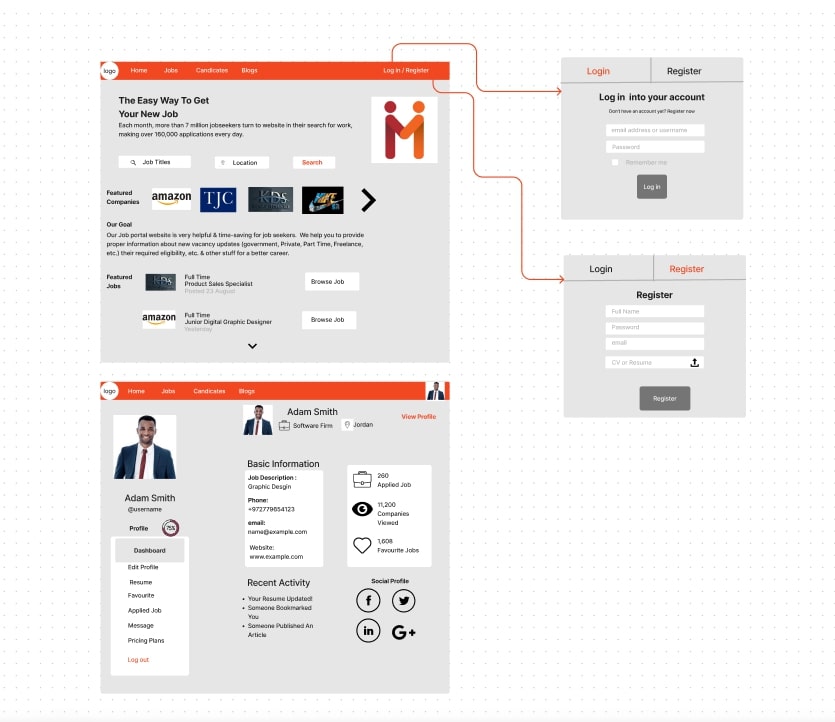 logo
Home
Jobs
Candicates
Blogs
Log in / Register
The Easy Way To Get
Your New Job
Each month, more than 7 million jobseekers turn to website in their search for work,
making over 160,000 applications every day.
Job Titles
Location
Search
Featured
Companies
amazon
TJC
KDS
NIKE
Our Goal
Our Job portal website is very helpful & time-saving for job seekers. We help you to provide
proper information about new vacancy updates (government, Private, Part Time, Freelance,
etc.) their required eligibility, etc. & other stuff for a better career.
Featured
Jobs
KDS
Full Time
Product Sales Specialist
Posted 23 August
Browse Job
amazon
Full Time
Junior Digital Graphic Designer
Yesterday
Browse Job
Login
Register
Log in into your account
Don't have an account yet? Register now
email address or username
Password
Remember me
Log in
Login
Register
Register
Full Name
Password
email
CV or Resume
Register
logo
Home
Jobs
Candicates
Blogs
Adam Smith
Software Firm
Jordan
View Profile
Adam Smith
@username
Profile
75%
Dashboard
Edit Profile
Resume
Favourite
Applied Job
Message
Pricing Plans
Log out
Basic Information
Job Description :
Graphic Desgin
Phone:
+972779654123
email:
name@example.com
Website:
www.example.com
260
Applied Job
11,200
Companies
Viewed
1,608
Favourite Jobs
Recent Activity
• Your Resume Updated!
• Someone Bookmarked
You
• Someone Published An
Article
Social Profile
f
in
G+